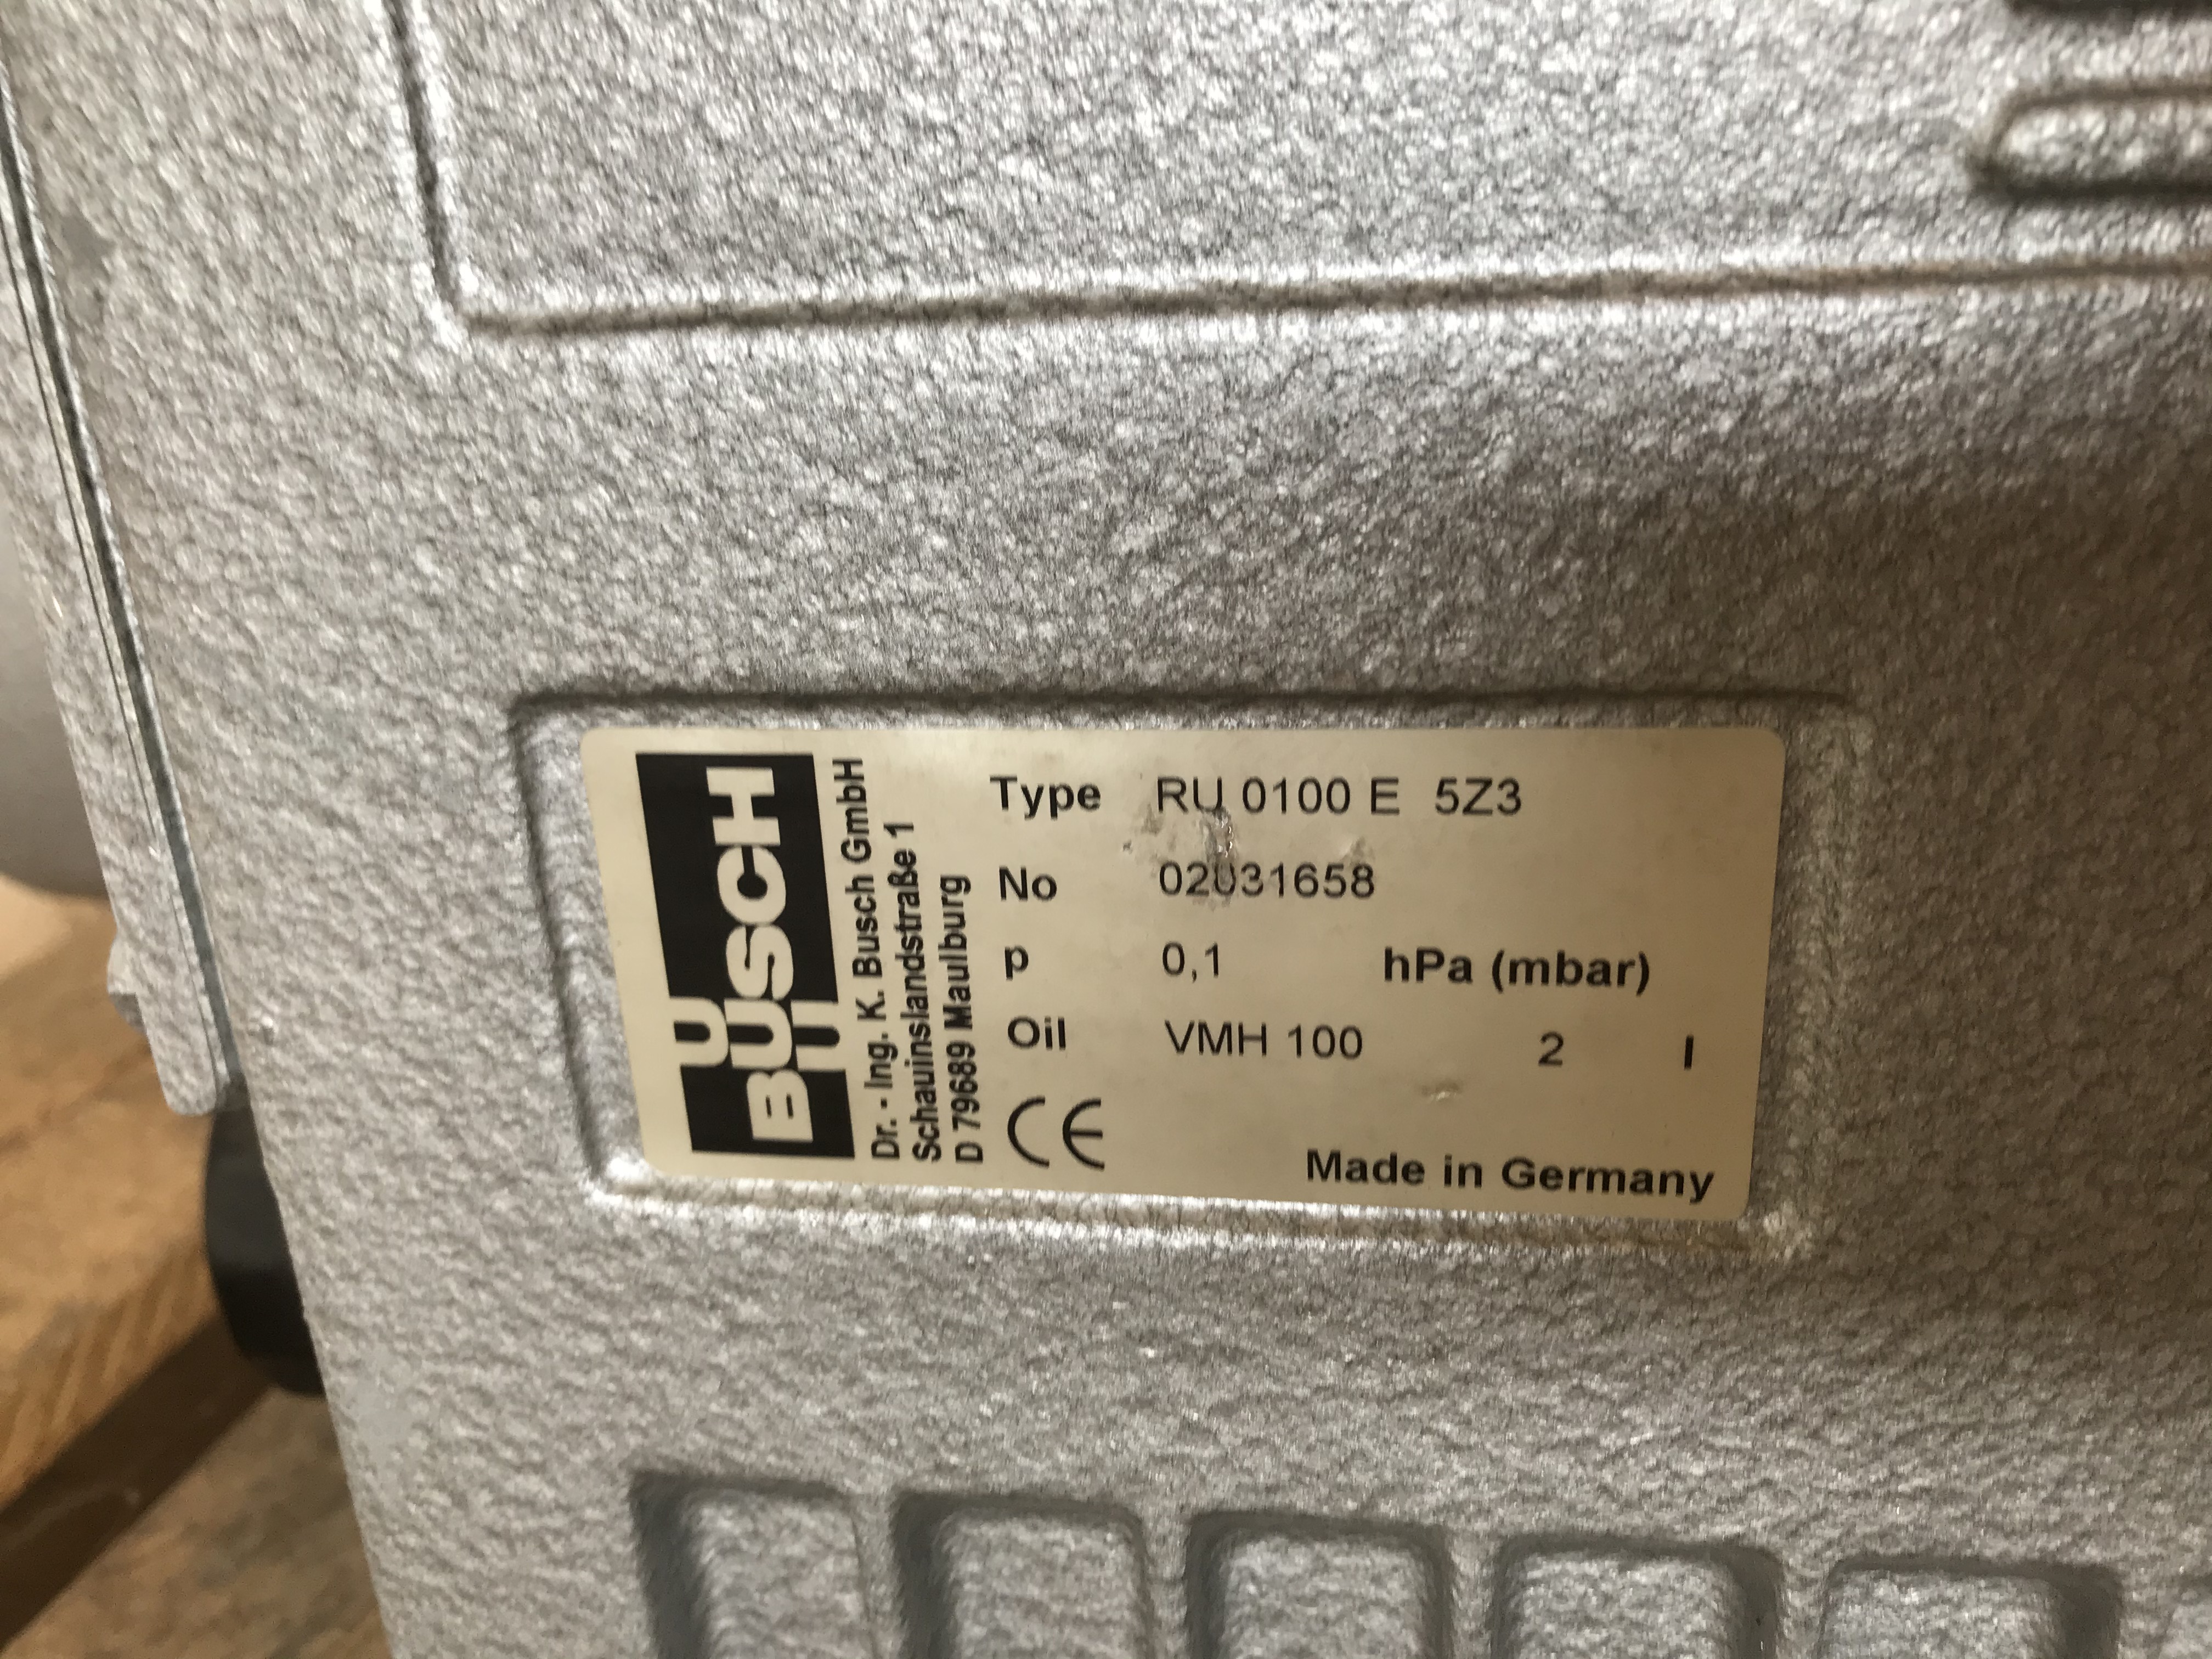 BUSCH
Dr. - Ing. K. Busch GmbH
Schauinslandstraße 1
D 79689 Maulburg
Type RU 0100 E 5Z3
No 02031658
p 0,1 hPa (mbar)
Oil VMH 100 2 l
CE
Made in Germany